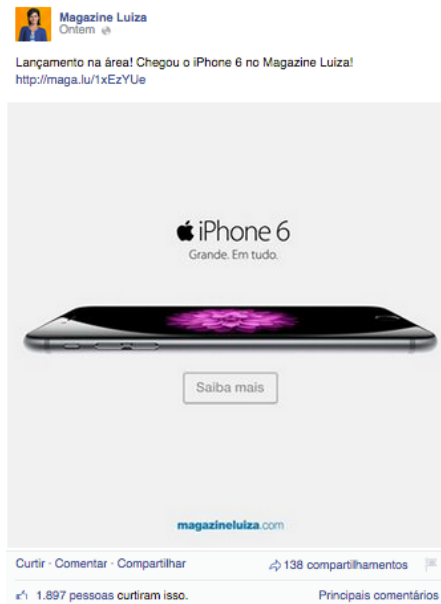 Magazine Luiza
Ontem
Lançamento na área! Chegou o iPhone 6 no Magazine Luiza!
http://maga.lu/1xEzYUe
iPhone 6
Grande. Em tudo.
Saiba mais
magazineluiza.com
Curtir · Comentar · Compartilhar 138 compartilhamentos
1.897 pessoas curtiram isso. Principais comentários